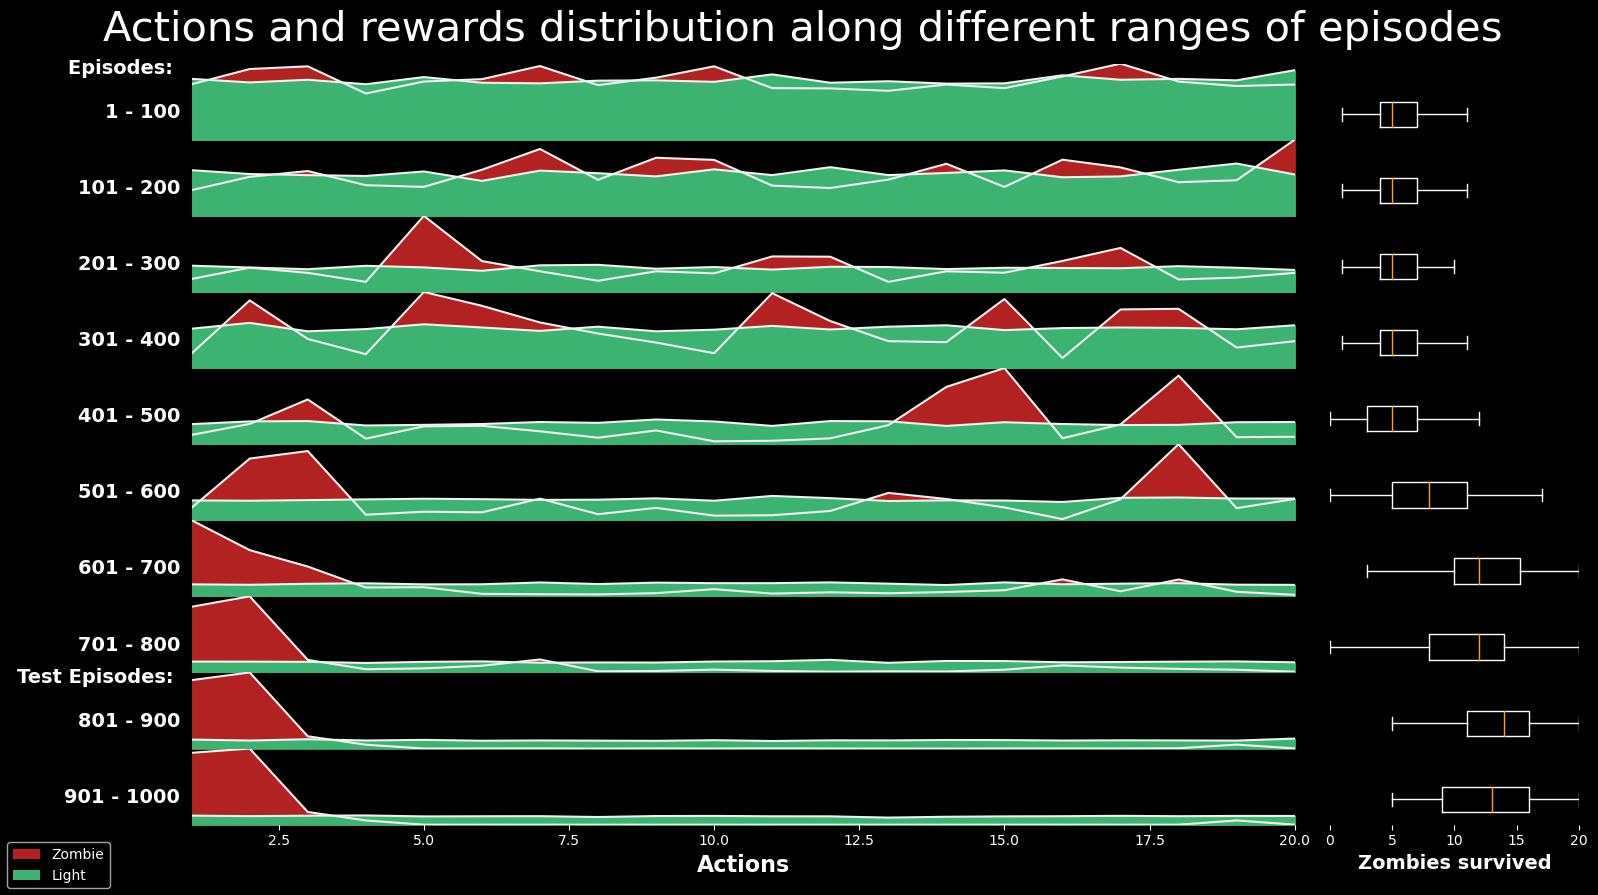 Actions and rewards distribution along different ranges of episodes
Episodes:
1 - 100
101 - 200
201 - 300
301 - 400
401 - 500
501 - 600
601 - 700
701 - 800
Test Episodes:
801 - 900
901 - 1000
2.5 5.0 7.5 10.0 12.5 15.0 17.5 20.0
Actions
0 5 10 15 20
Zombies survived
Zombie
Light